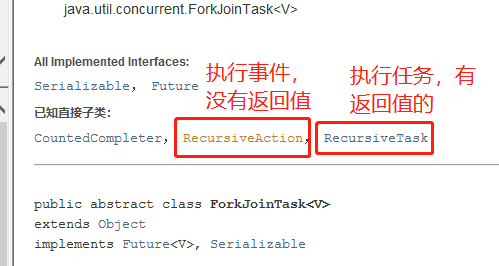 java.util.concurrent.ForkJoinTask<V>
All Implemented Interfaces:
Serializable, Future
已知直接子类:
CountedCompleter, RecursiveAction, RecursiveTask
执行事件，
没有返回值
执行任务，有
返回值的
public abstract class ForkJoinTask<V>
extends Object
implements Future<V>, Serializable